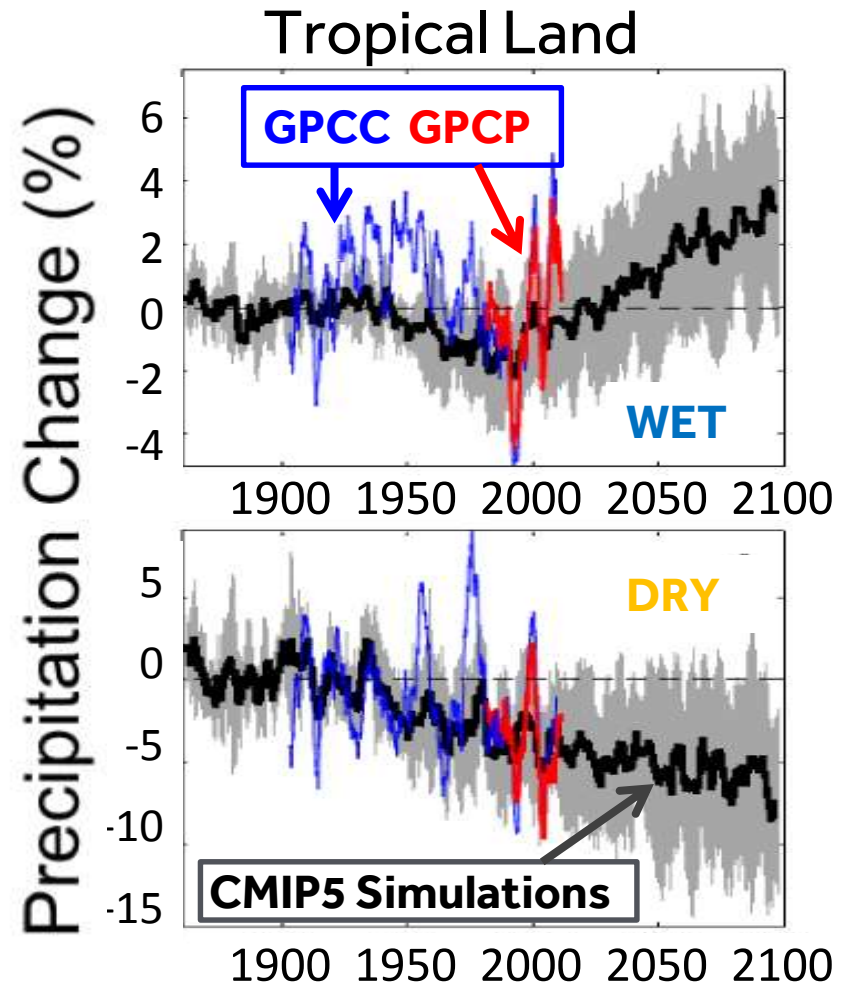 Tropical Land
Precipitation Change (%)
GPCC GPCP
6
4
2
0
-2
-4
WET
1900 1950 2000 2050 2100
5
0
-5
-10
-15
DRY
CMIP5 Simulations
1900 1950 2000 2050 2100